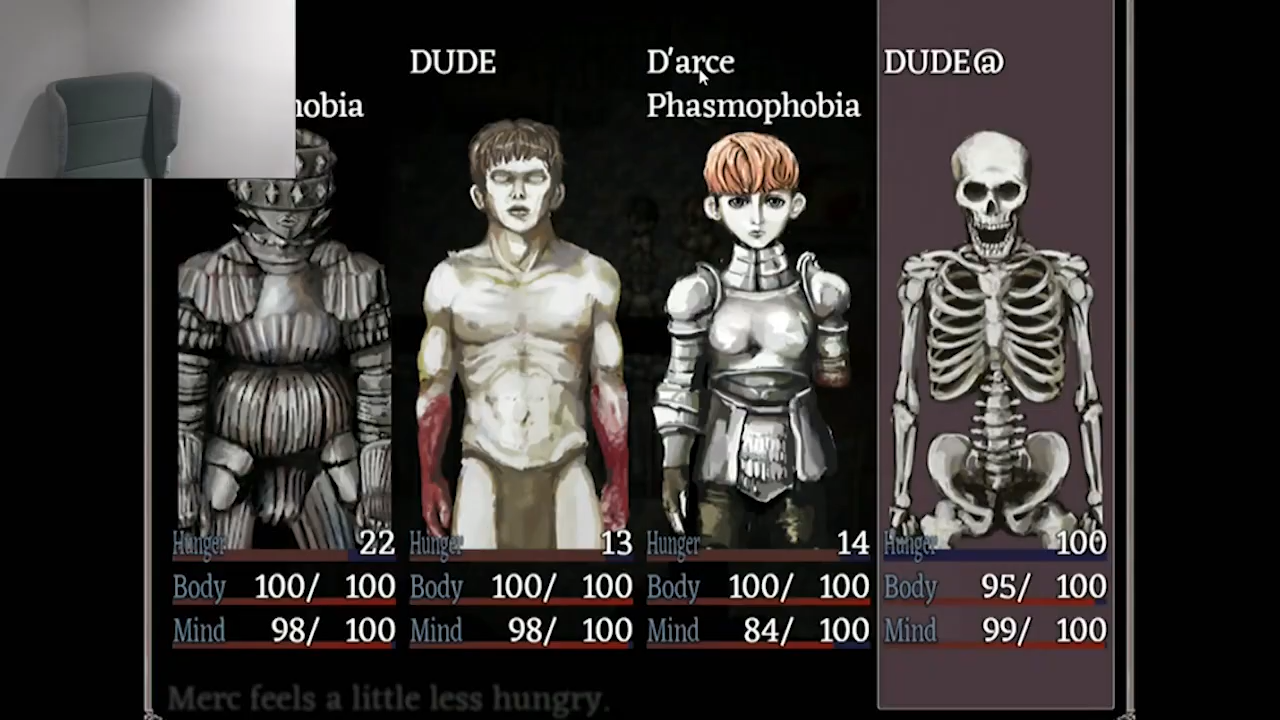 DUDE
D'arce
DUDE@
hobia
Phasmophobia
Hunger 22
Hunger 13
Hunger 14
Hunger 100
Body 100/ 100
Body 100/ 100
Body 100/ 100
Body 95/ 100
Mind 98/ 100
Mind 98/ 100
Mind 84/ 100
Mind 99/ 100
Merc feels a little less hungry.